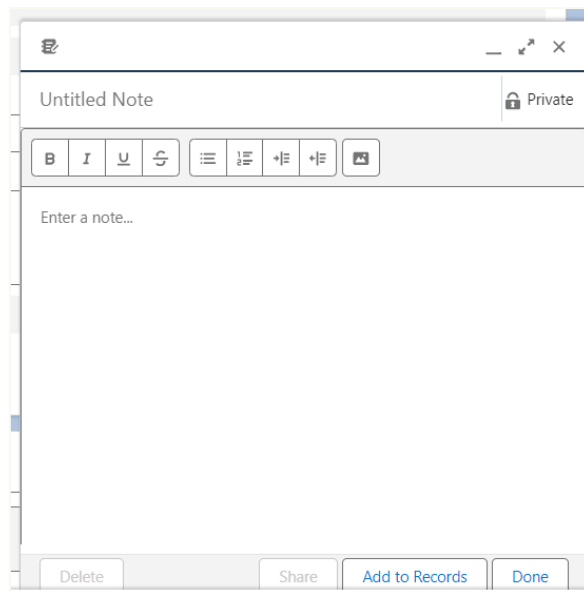 Untitled Note
Private
B I U S
Enter a note...
Delete Share Add to Records Done